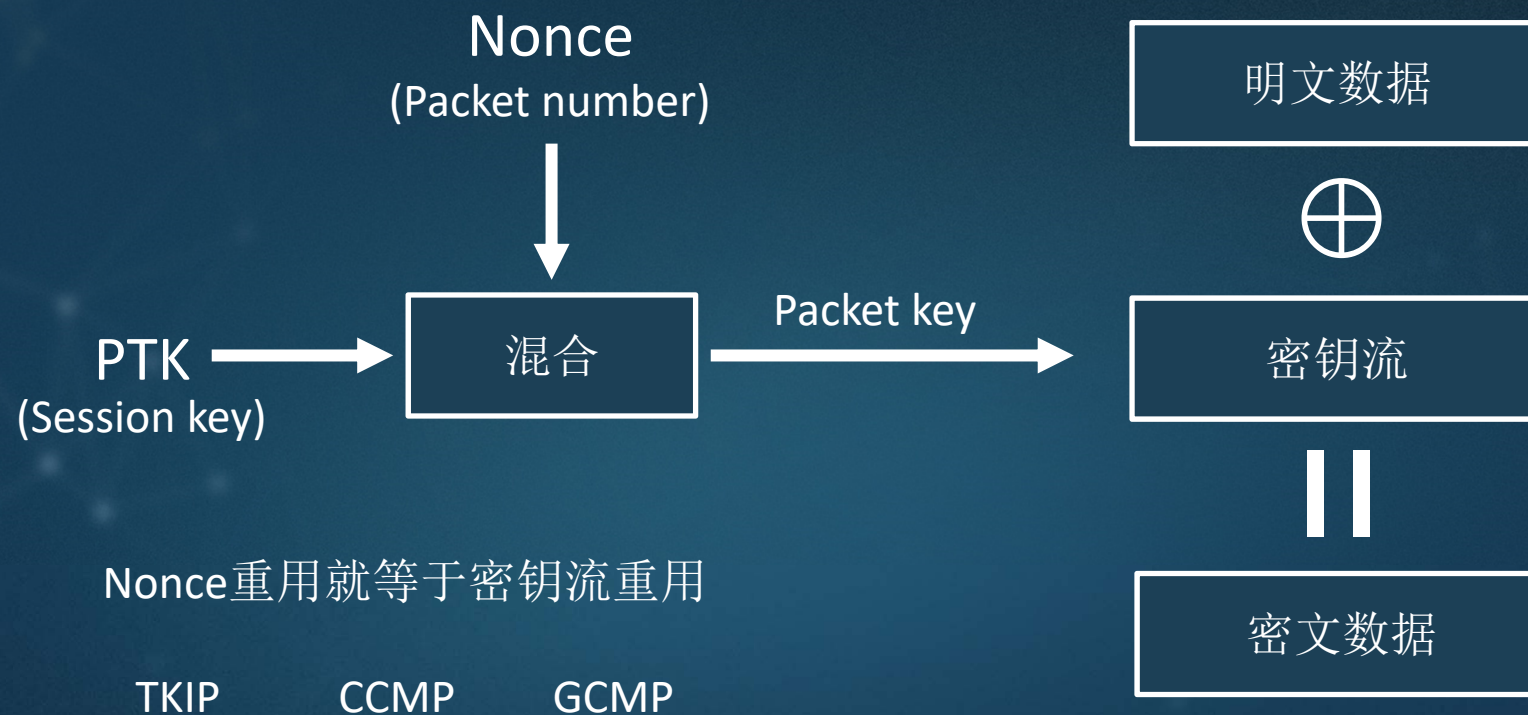 Nonce
(Packet number)
PTK
(Session key)
混合
Packet key
明文数据
密钥流
密文数据
Nonce重用就等于密钥流重用
TKIP CCMP GCMP